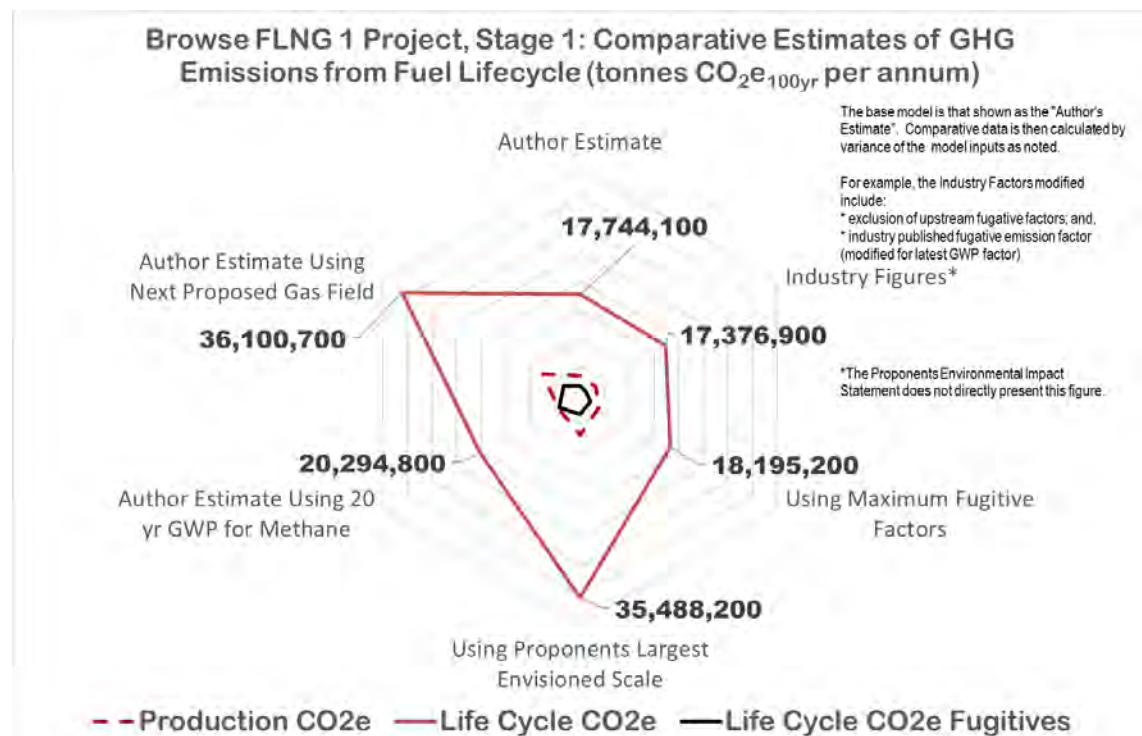 Browse FLNG 1 Project, Stage 1: Comparative Estimates of GHG
Emissions from Fuel Lifecycle (tonnes CO₂e₁₀₀yr per annum)
The base model is that shown as the "Author's
Estimate". Comparative data is then calculated by
variance of the model inputs as noted.
For example, the Industry Factors modified
include:
* exclusion of upstream fugative factors; and,
* industry published fugative emission factor
(modified for latest GWP factor)
Author Estimate
17,744,100
Author Estimate Using
Next Proposed Gas Field
36,100,700
Industry Figures*
17,376,900
*The Proponents Environmental Impact
Statement does not directly present this figure.
20,294,800
Author Estimate Using 20
yr GWP for Methane
18,195,200
Using Maximum Fugitive
Factors
35,488,200
Using Proponents Largest
Envisioned Scale
Production CO2e
Life Cycle CO2e
Life Cycle CO2e Fugitives